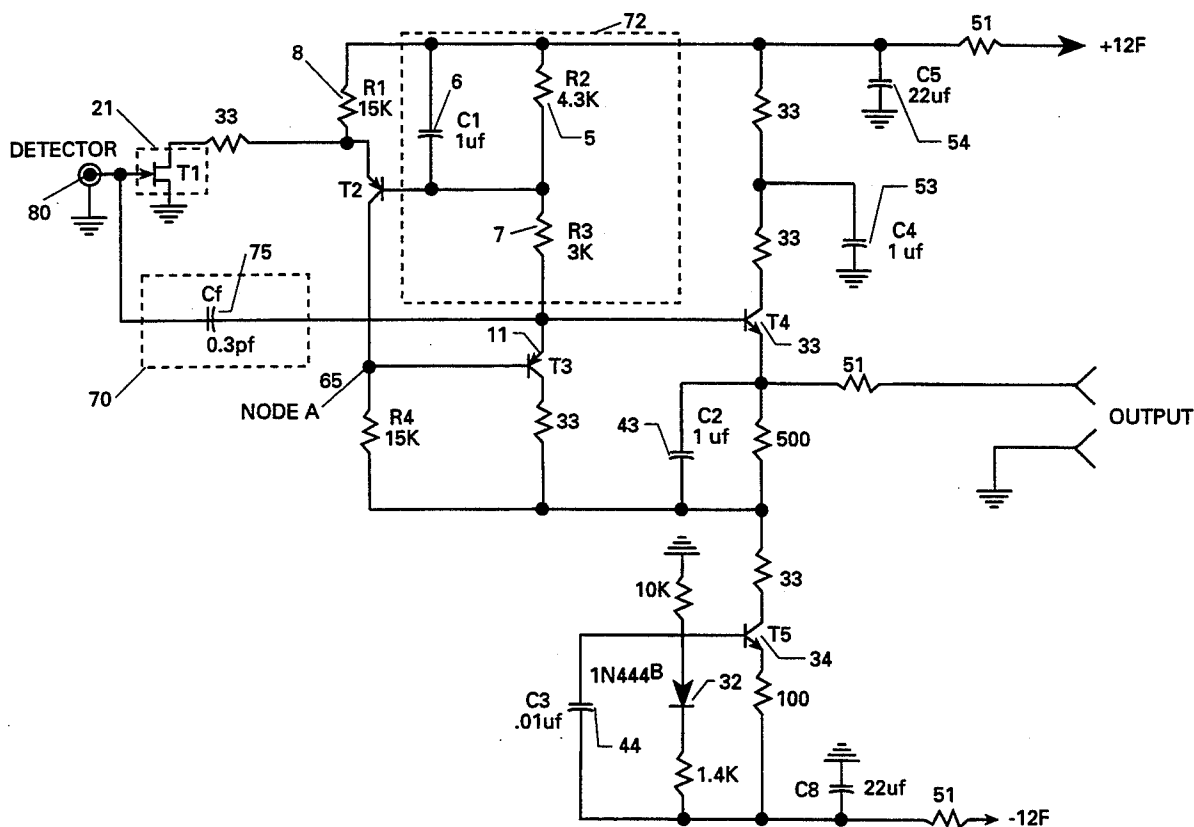 72
51
+12F
8
R1
15K
6
C1
1uf
R2
4.3K
5
C5
22uf
54
33
21
33
DETECTOR
T1
80
T2
53
C4
1 uf
7
R3
3K
33
75
Cf
0.3pf
70
11
T3
T4
33
65
NODE A
51
R4
15K
33
43
C2
1 uf
500
OUTPUT
33
10K
T5
34
1N444B
32
C3
.01uf
44
100
1.4K
C8
22uf
51
-12F